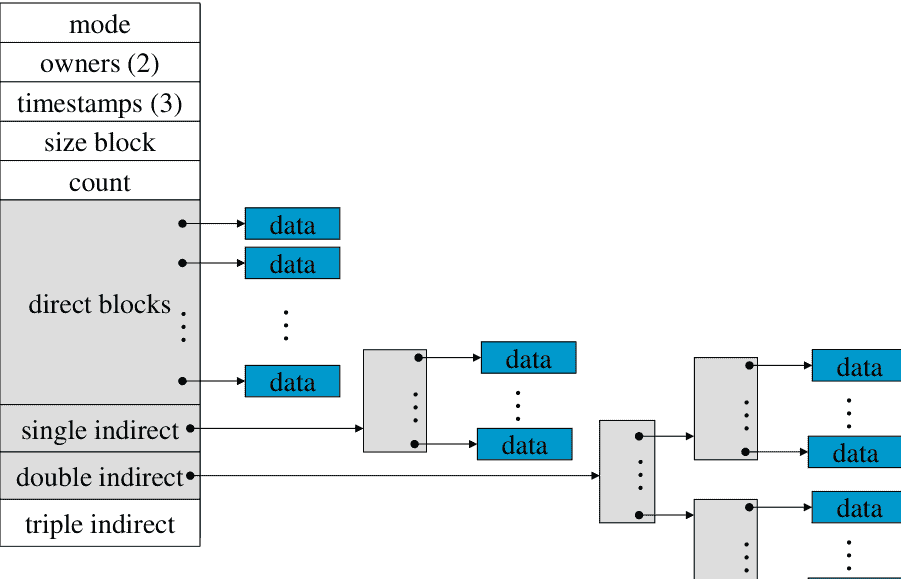 mode
owners (2)
timestamps (3)
size block
count
data
data
direct blocks
data
data
data
data
data
single indirect
double indirect
data
triple indirect